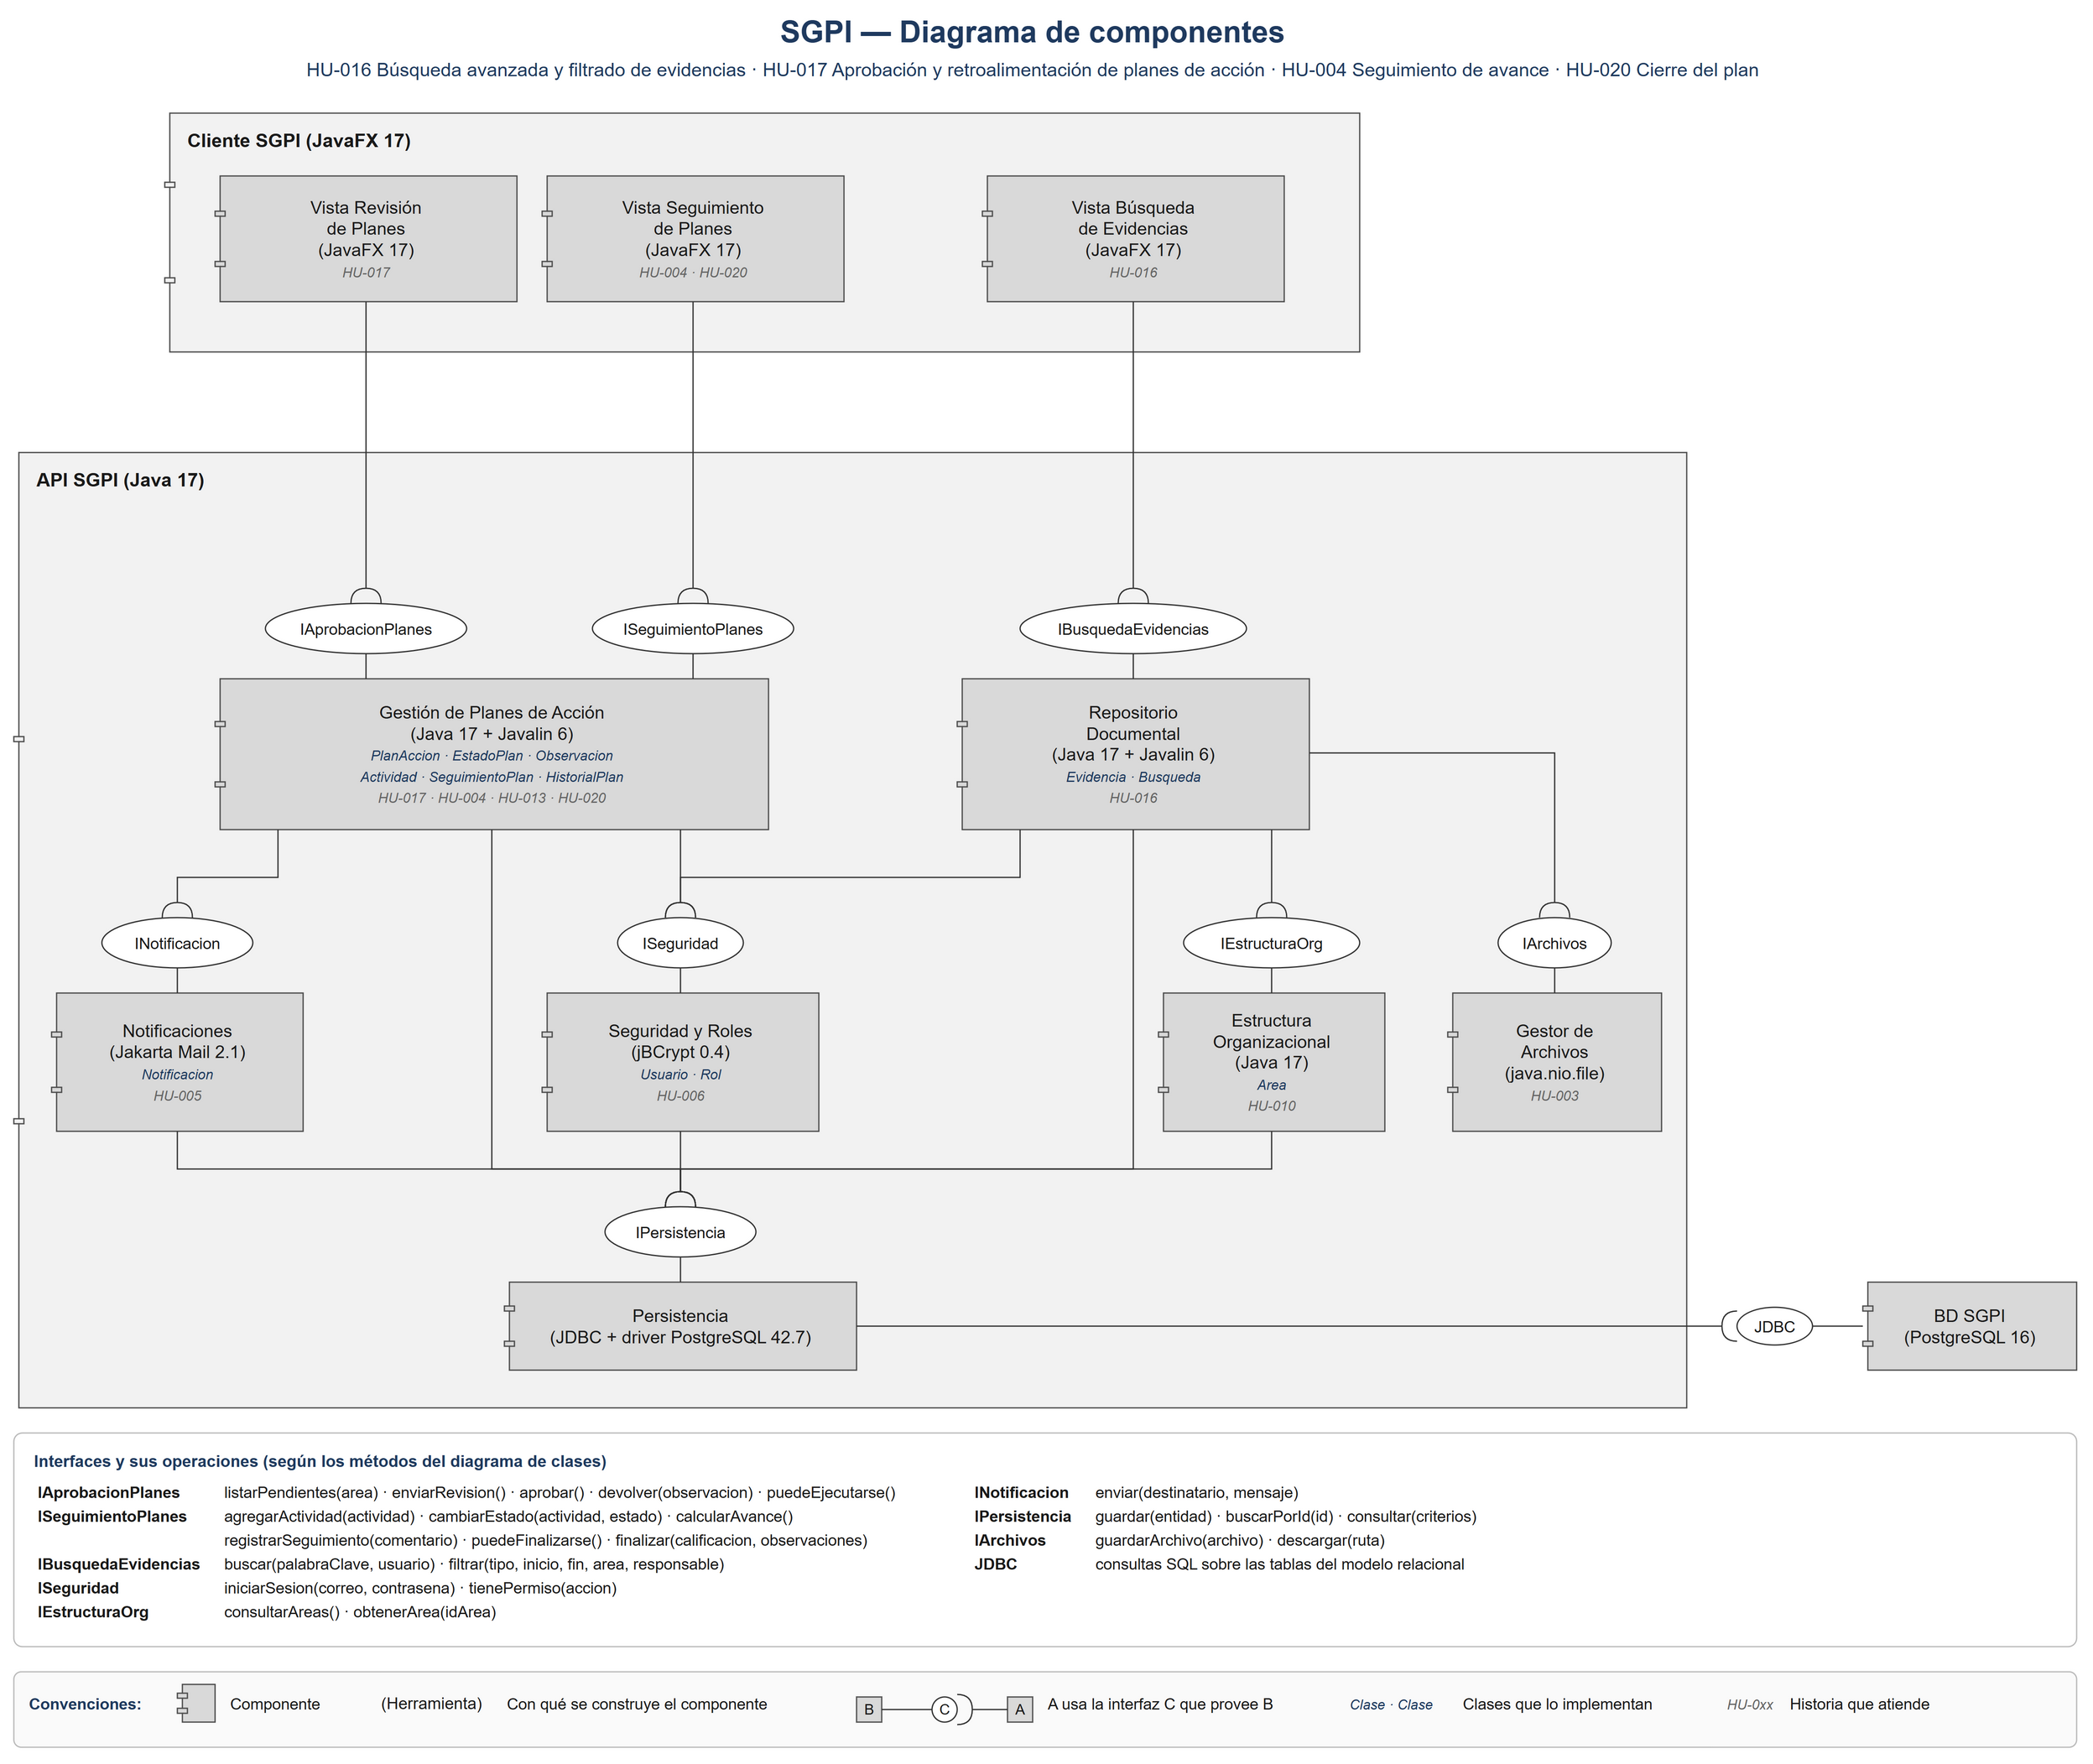 SGPI — Diagrama de componentes
HU-016 Búsqueda avanzada y filtrado de evidencias · HU-017 Aprobación y retroalimentación de planes de acción · HU-004 Seguimiento de avance · HU-020 Cierre del plan
Cliente SGPI (JavaFX 17)
Vista Revisión
de Planes
(JavaFX 17)
HU-017
Vista Seguimiento
de Planes
(JavaFX 17)
HU-004 · HU-020
Vista Búsqueda
de Evidencias
(JavaFX 17)
HU-016
API SGPI (Java 17)
IAprobacionPlanes
ISeguimientoPlanes
IBusquedaEvidencias
Gestión de Planes de Acción
(Java 17 + Javalin 6)
PlanAccion · EstadoPlan · Observacion
Actividad · SeguimientoPlan · HistorialPlan
HU-017 · HU-004 · HU-013 · HU-020
Repositorio
Documental
(Java 17 + Javalin 6)
Evidencia · Busqueda
HU-016
INotificacion
ISeguridad
IEstructuraOrg
IArchivos
Notificaciones
(Jakarta Mail 2.1)
Notificacion
HU-005
Seguridad y Roles
(jBCrypt 0.4)
Usuario · Rol
HU-006
Estructura
Organizacional
(Java 17)
Area
HU-010
Gestor de
Archivos
(java.nio.file)
HU-003
IPersistencia
Persistencia
(JDBC + driver PostgreSQL 42.7)
JDBC
BD SGPI
(PostgreSQL 16)
Interfaces y sus operaciones (según los métodos del diagrama de clases)
IAprobacionPlanes listarPendientes(area) · enviarRevision() · aprobar() · devolver(observacion) · puedeEjecutarse()
ISeguimientoPlanes agregarActividad(actividad) · cambiarEstado(actividad, estado) · calcularAvance()
registrarSeguimiento(comentario) · puedeFinalizarse() · finalizar(calificacion, observaciones)
IBusquedaEvidencias buscar(palabraClave, usuario) · filtrar(tipo, inicio, fin, area, responsable)
ISeguridad iniciarSesion(correo, contrasena) · tienePermiso(accion)
IEstructuraOrg consultarAreas() · obtenerArea(idArea)
INotificacion enviar(destinatario, mensaje)
IPersistencia guardar(entidad) · buscarPorId(id) · consultar(criterios)
IArchivos guardarArchivo(archivo) · descargar(ruta)
JDBC consultas SQL sobre las tablas del modelo relacional
Convenciones: Componente (Herramienta) Con qué se construye el componente B C A A usa la interfaz C que provee B Clase · Clase Clases que lo implementan HU-0xx Historia que atiende